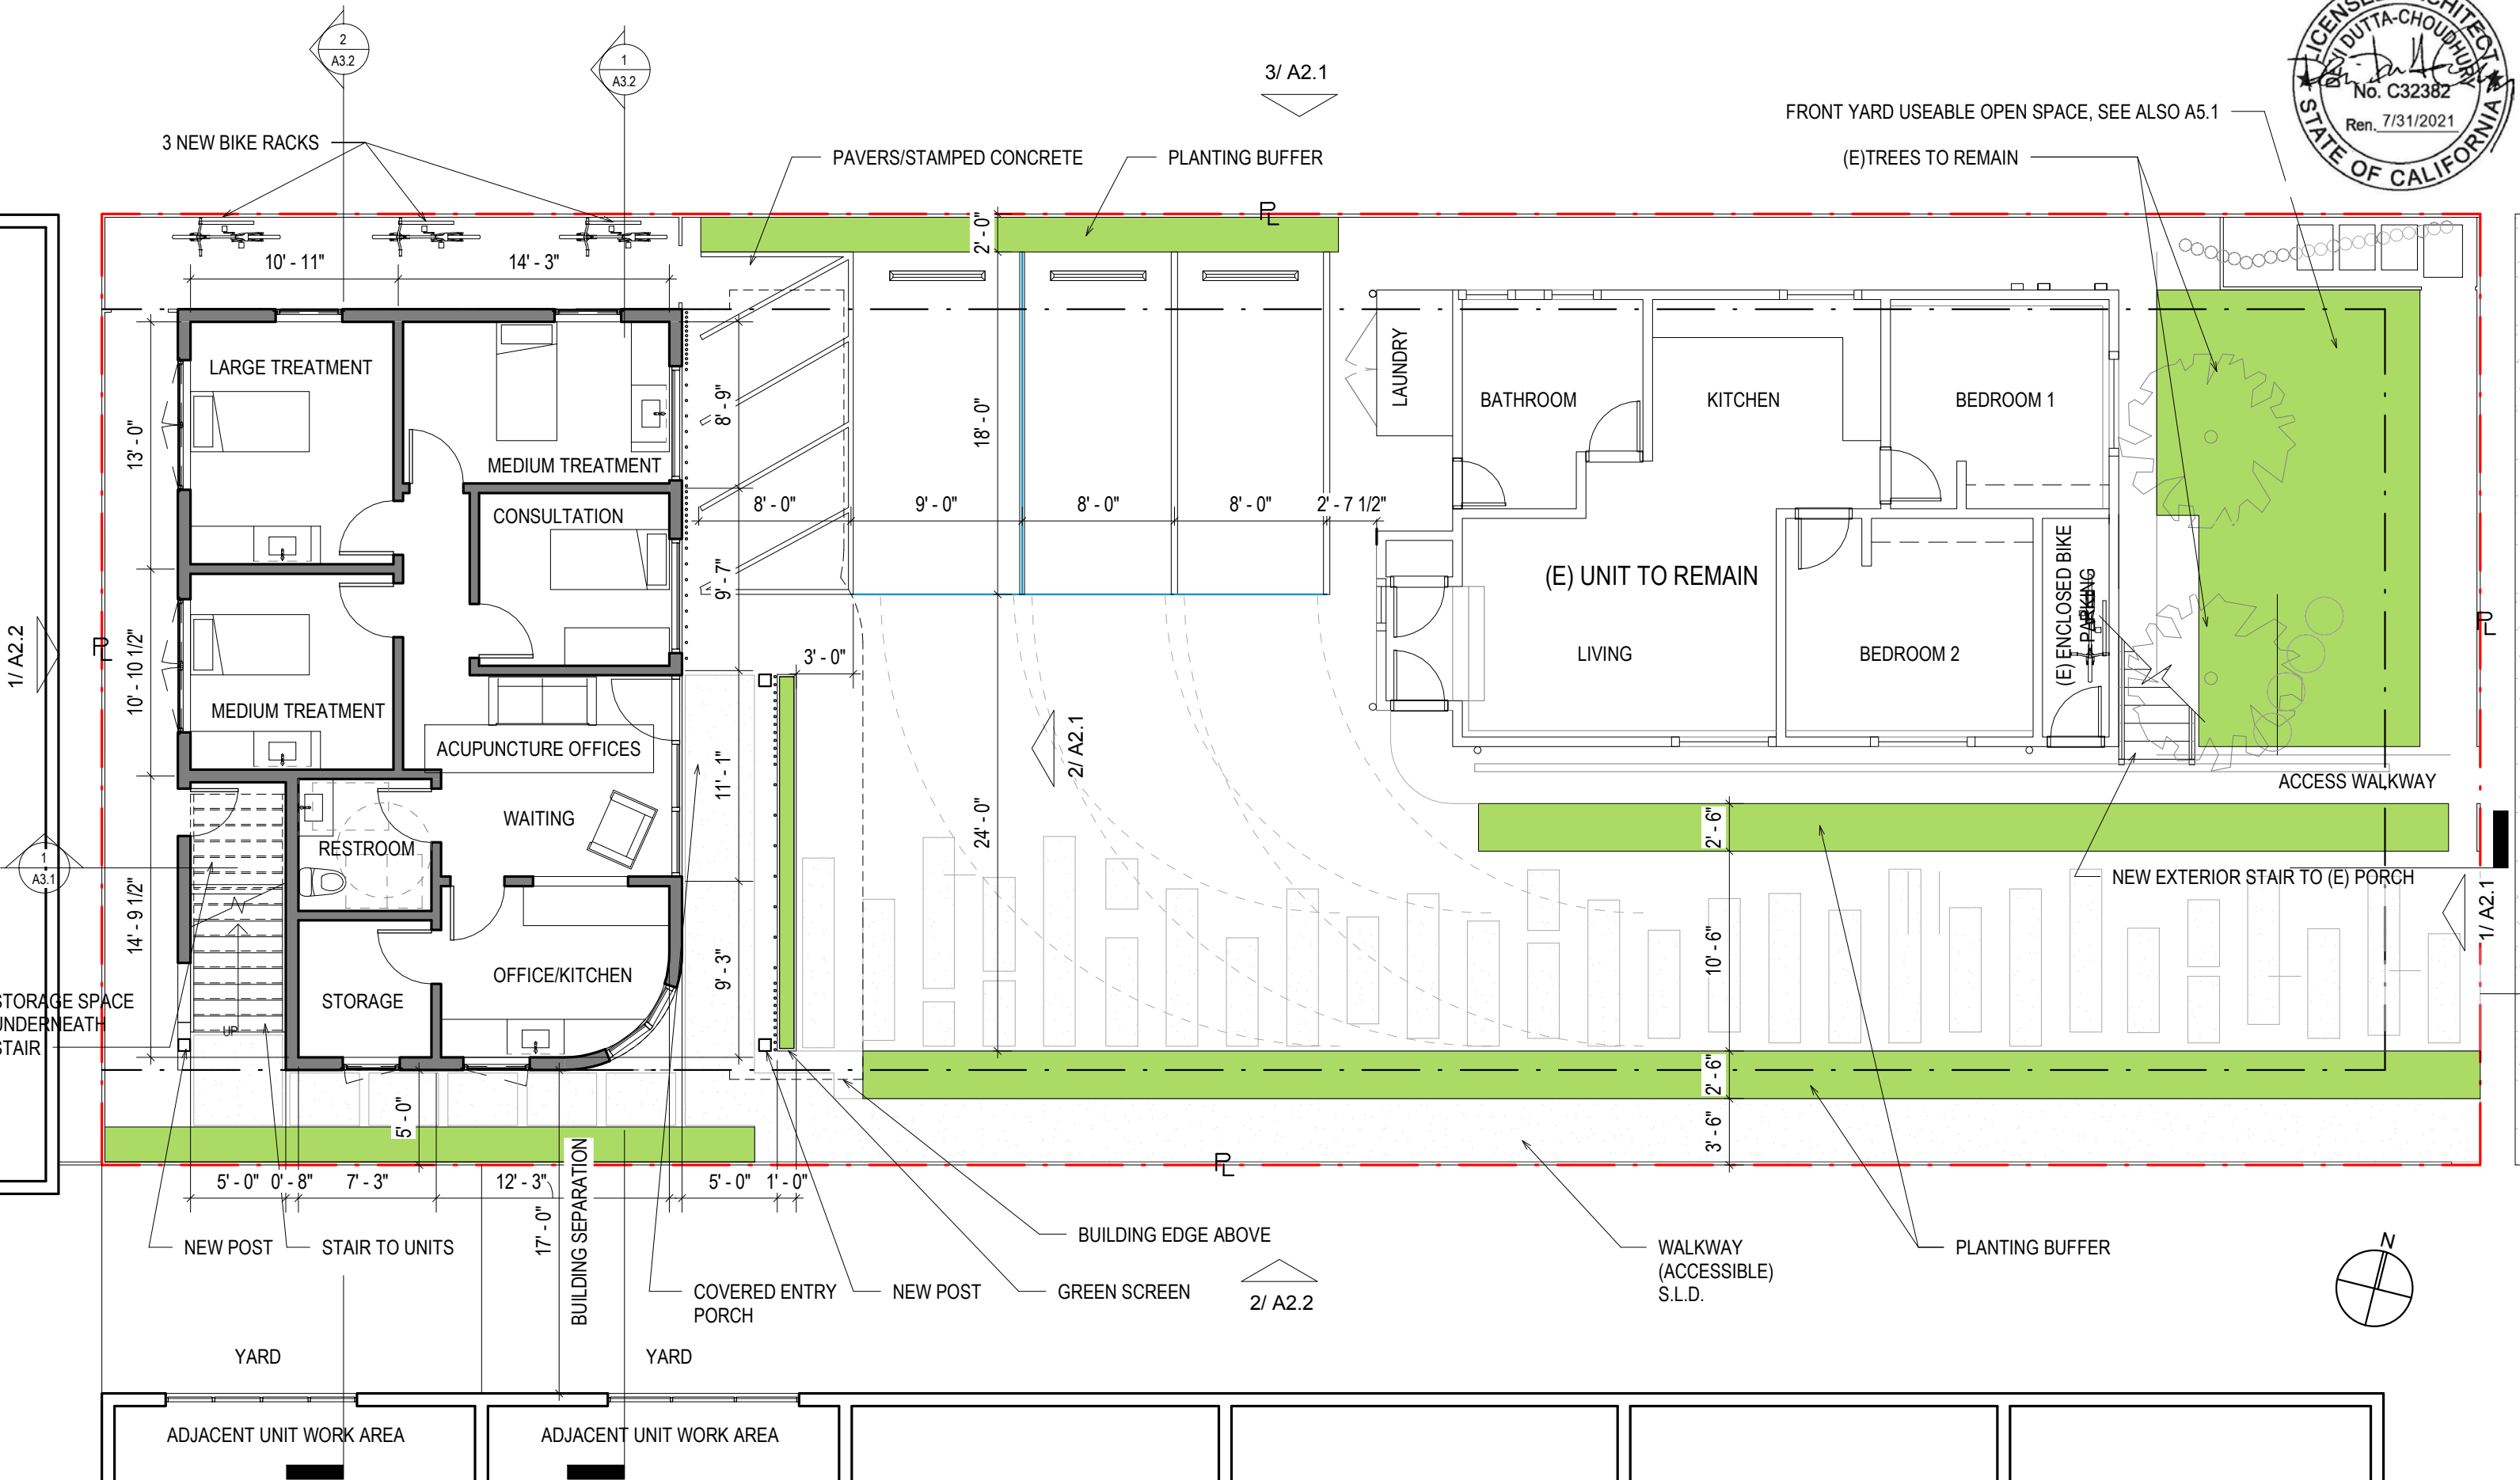 2
A3.2
1
A3.2
3/ A2.1
LICENSED ARCHITECT
DUTTA-CHOUDHURY
No. C32382
Ren. 7/31/2021
STATE OF CALIFORNIA
FRONT YARD USEABLE OPEN SPACE, SEE ALSO A5.1
3 NEW BIKE RACKS
PAVERS/STAMPED CONCRETE
PLANTING BUFFER
(E)TREES TO REMAIN
PL
2' - 0"
10' - 11"
14' - 3"
LARGE TREATMENT
MEDIUM TREATMENT
CONSULTATION
13' - 0"
8' - 9"
18' - 0"
LAUNDRY
BATHROOM
KITCHEN
BEDROOM 1
8' - 0"
9' - 0"
8' - 0"
8' - 0"
2' - 7 1/2"
9' - 7"
(E) UNIT TO REMAIN
(E) ENCLOSED BIKE
PARKING
1/ A2.2
PL
10' - 10 1/2"
3' - 0"
LIVING
BEDROOM 2
PL
MEDIUM TREATMENT
ACUPUNCTURE OFFICES
11' - 1"
2/ A2.1
ACCESS WALKWAY
WAITING
24' - 0"
2' - 6"
RESTROOM
1
A3.1
14' - 9 1/2"
NEW EXTERIOR STAIR TO (E) PORCH
1/ A2.1
10' - 6"
9' - 3"
OFFICE/KITCHEN
STORAGE
STORAGE SPACE
UNDERNEATH
STAIR
UP
2' - 6"
5' - 0"
3' - 6"
PL
5' - 0"
0' - 8"
7' - 3"
12' - 3"
5' - 0"
1' - 0"
17' - 0"
BUILDING SEPARATION
NEW POST
STAIR TO UNITS
BUILDING EDGE ABOVE
COVERED ENTRY
PORCH
NEW POST
GREEN SCREEN
2/ A2.2
WALKWAY
(ACCESSIBLE)
S.L.D.
PLANTING BUFFER
N
YARD
YARD
ADJACENT UNIT WORK AREA
ADJACENT UNIT WORK AREA